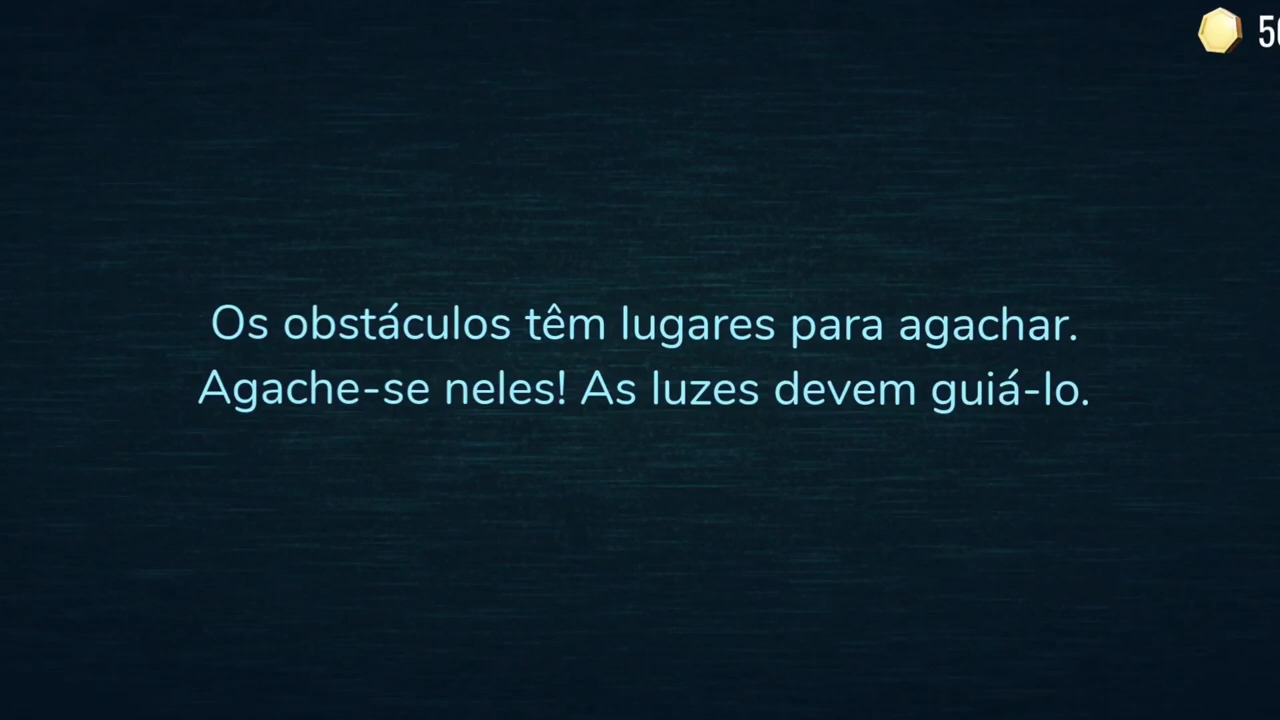 Os obstáculos têm lugares para agachar.
Agache-se neles! As luzes devem guiá-lo.